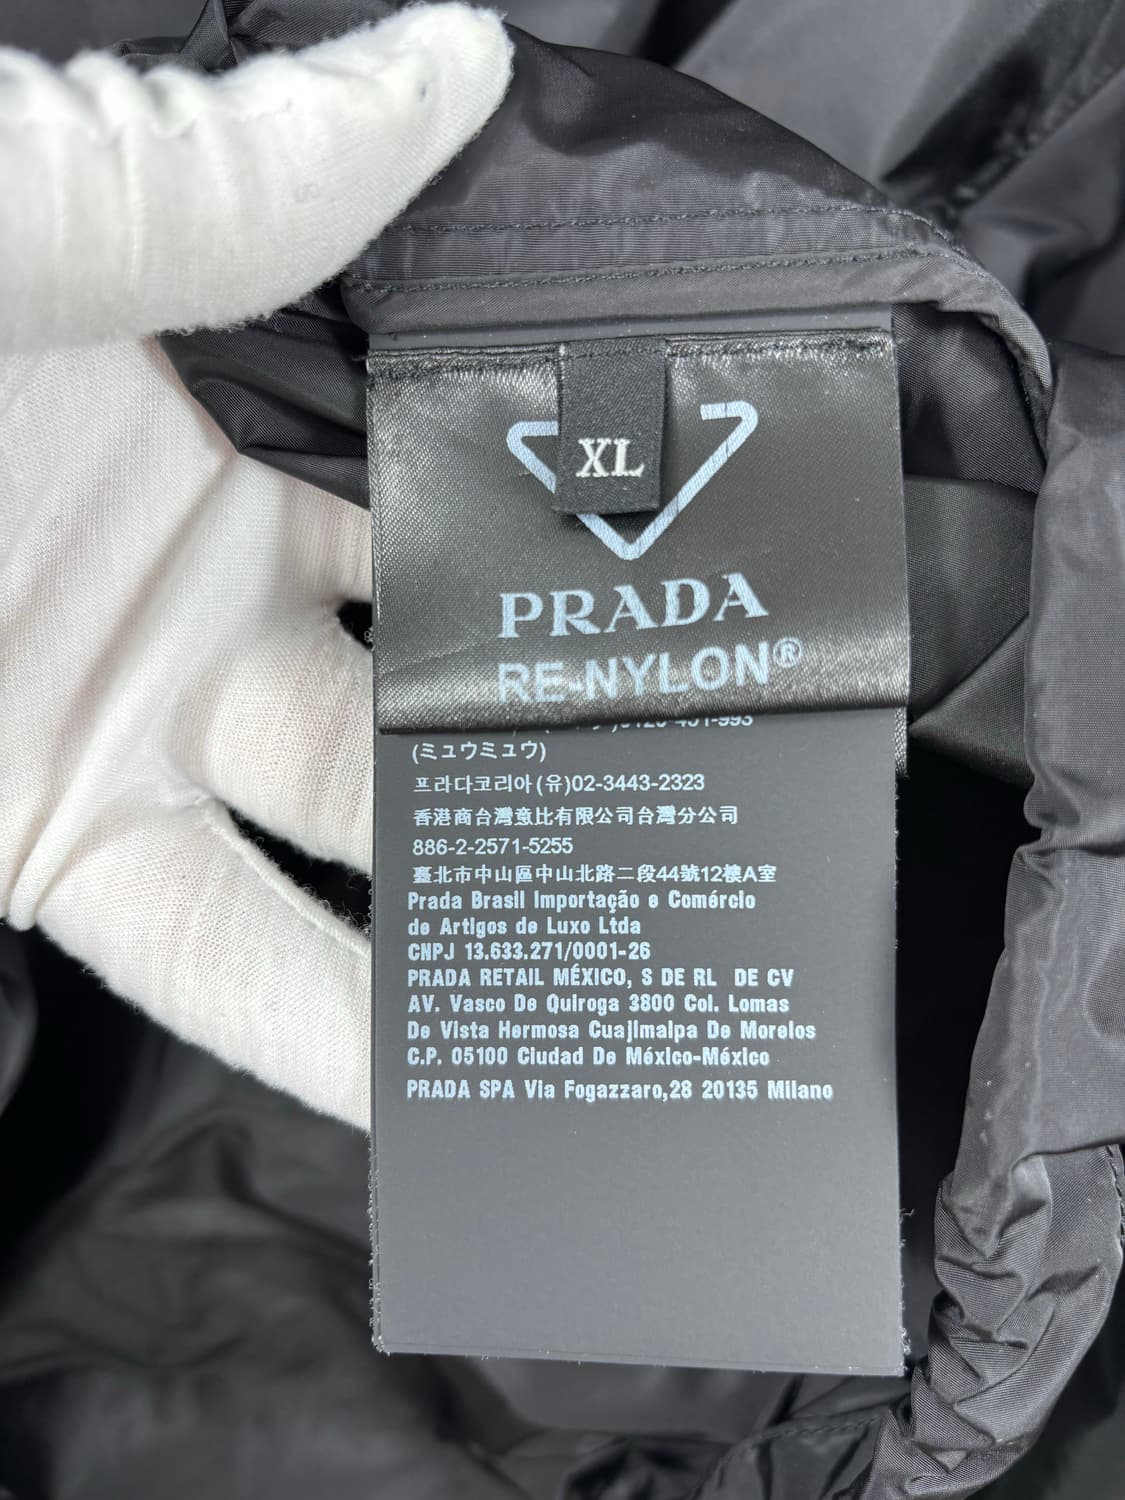 XL
PRADA
RE-NYLON®
(ミュウミュウ)
프라다코리아(유)02-3443-2323
香港商台灣意比有限公司台灣分公司
886-2-2571-5255
臺北市中山區中山北路二段44號12樓A室
Prada Brasil Importação e Comércio
de Artigos de Luxo Ltda
CNPJ 13.633.271/0001-26
PRADA RETAIL MÉXICO, S DE RL DE CV
AV. Vasco De Quiroga 3800 Col. Lomas
De Vista Hermosa Cuajimalpa De Morelos
C.P. 05100 Ciudad De México-México
PRADA SPA Via Fogazzaro,28 20135 Milano